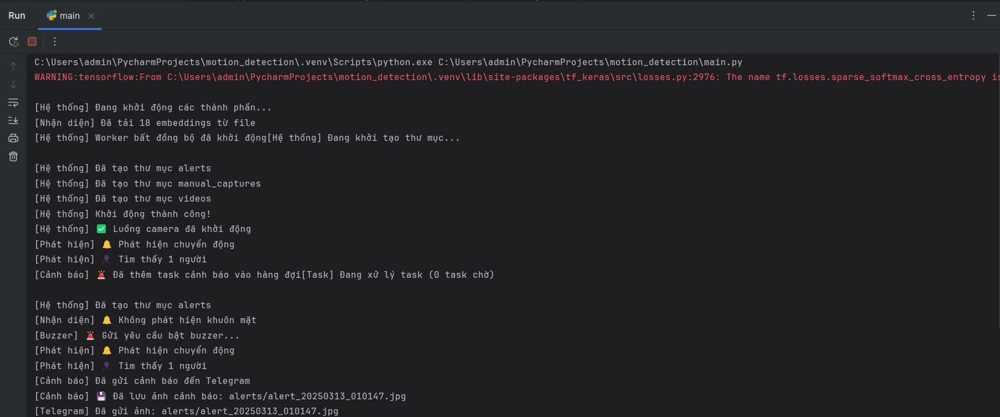 Run main
C:\Users\admin\PycharmProjects\motion_detection\.venv\Scripts\python.exe C:\Users\admin\PycharmProjects\motion_detection\main.py
WARNING:tensorflow:From C:\Users\admin\PycharmProjects\motion_detection\.venv\lib\site-packages\tf_keras\src\losses.py:2976: The name tf.losses.sparse_softmax_cross_entropy is
[Hệ thống] Đang khởi động các thành phần...
[Nhận diện] Đã tải 18 embeddings từ file
[Hệ thống] Worker bất đồng bộ đã khởi động[Hệ thống] Đang khởi tạo thư mục...
[Hệ thống] Đã tạo thư mục alerts
[Hệ thống] Đã tạo thư mục manual_captures
[Hệ thống] Đã tạo thư mục videos
[Hệ thống] Khởi động thành công!
[Hệ thống] ✅ Luồng camera đã khởi động
[Phát hiện] 🔔 Phát hiện chuyển động
[Phát hiện] 👤 Tìm thấy 1 người
[Cảnh báo] 🚨 Đã thêm task cảnh báo vào hàng đợi[Task] Đang xử lý task (0 task chờ)
[Hệ thống] Đã tạo thư mục alerts
[Nhận diện] 🔔 Không phát hiện khuôn mặt
[Buzzer] 🚨 Gửi yêu cầu bật buzzer...
[Phát hiện] 🔔 Phát hiện chuyển động
[Phát hiện] 👤 Tìm thấy 1 người
[Cảnh báo] Đã gửi cảnh báo đến Telegram
[Cảnh báo] 💾 Đã lưu ảnh cảnh báo: alerts/alert_20250313_010147.jpg
[Telegram] Đã gửi ảnh: alerts/alert_20250313_010147.jpg